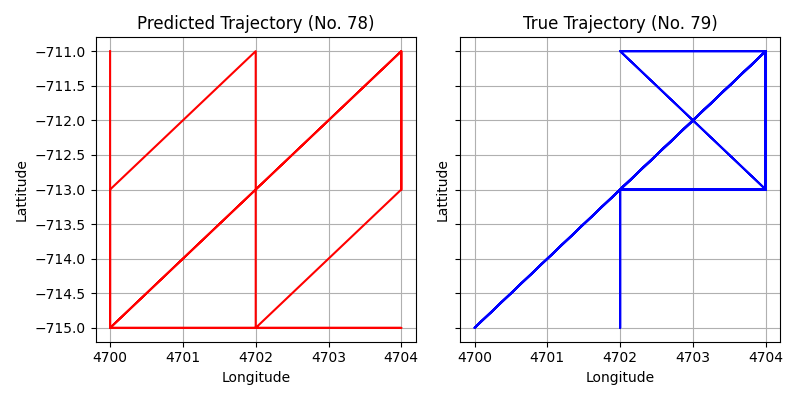 Predicted Trajectory (No. 78)
Lattitude
−711.0
−711.5
−712.0
−712.5
−713.0
−713.5
−714.0
−714.5
−715.0
4700 4701 4702 4703 4704
Longitude
True Trajectory (No. 79)
Lattitude
4700 4701 4702 4703 4704
Longitude